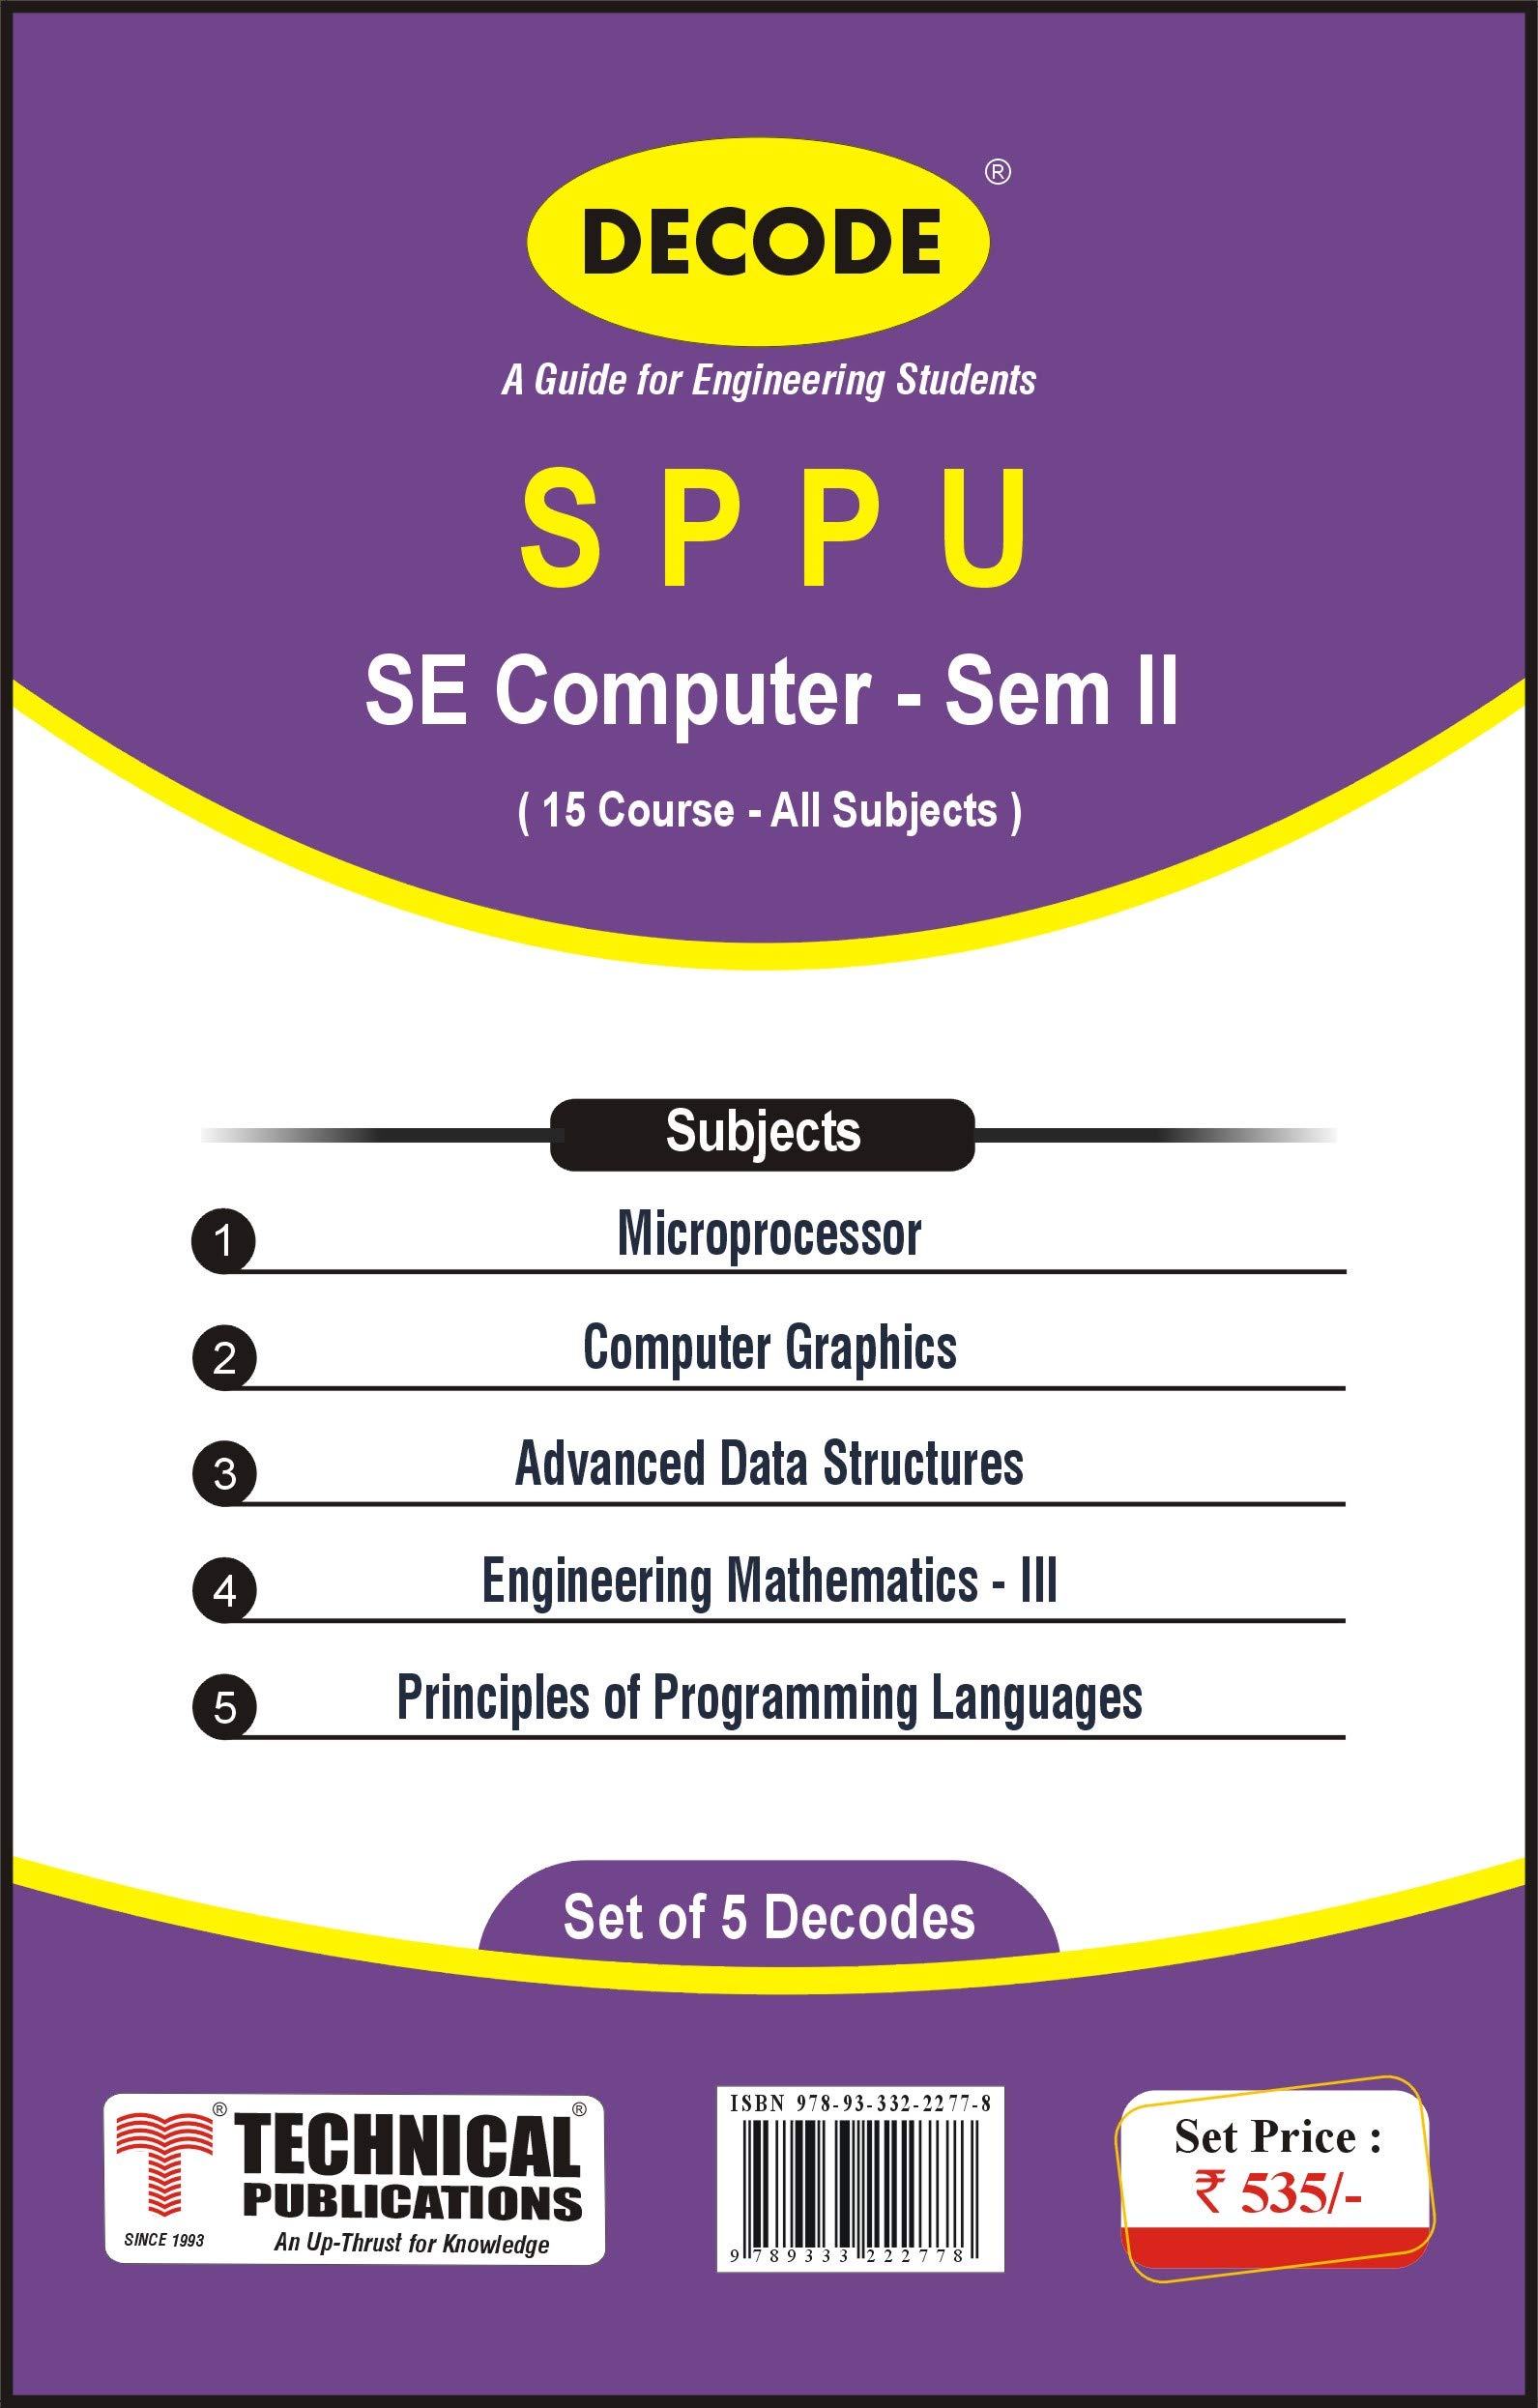 DECODE ®
A Guide for Engineering Students
SPPU
SE Computer - Sem II
( 15 Course - All Subjects )
Subjects
1 Microprocessor
2 Computer Graphics
3 Advanced Data Structures
4 Engineering Mathematics - III
5 Principles of Programming Languages
Set of 5 Decodes
® TECHNICAL ®
PUBLICATIONS
SINCE 1993 An Up-Thrust for Knowledge
ISBN 978-93-332-2277-8
9 789333 222778
Set Price :
₹ 535/-